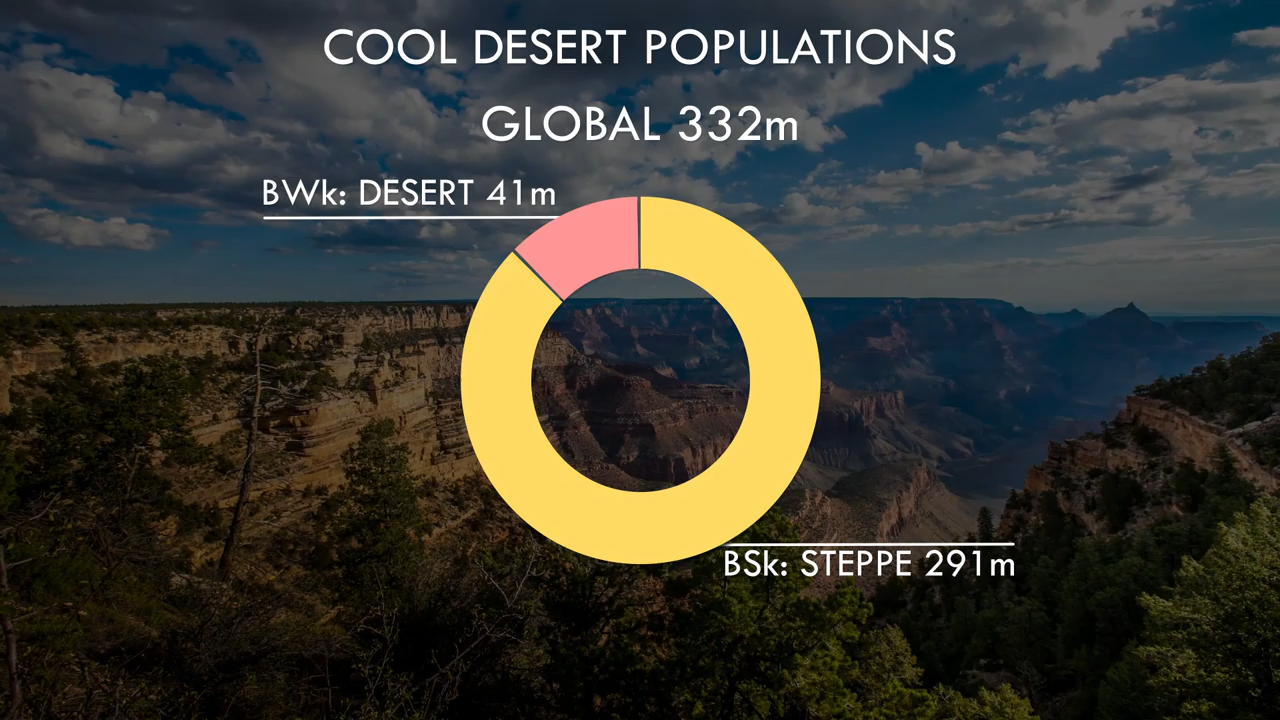 COOL DESERT POPULATIONS
GLOBAL 332m
BWk: DESERT 41m
BSk: STEPPE 291m